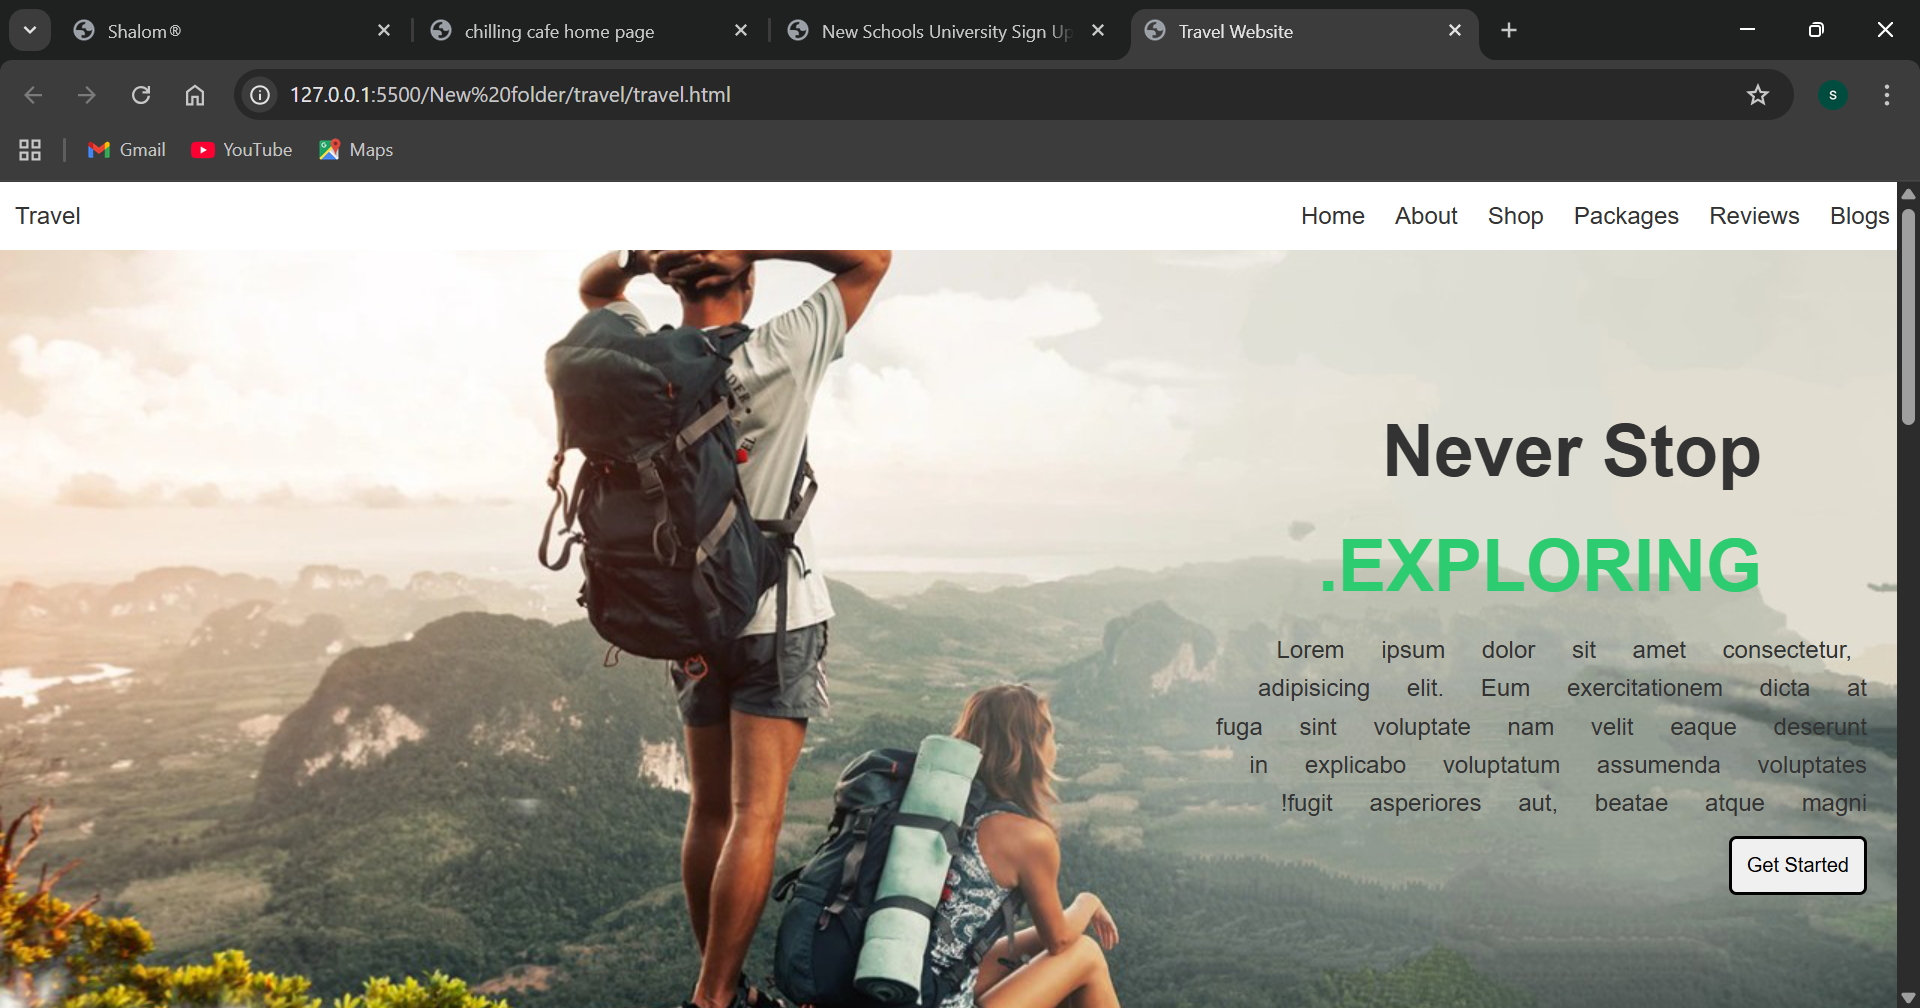 Shalom®
chilling cafe home page
New Schools University Sign Up
Travel Website
127.0.0.1:5500/New%20folder/travel/travel.html
S
Gmail
YouTube
Maps
Travel
Home About Shop Packages Reviews Blogs
Never Stop
.EXPLORING
Lorem ipsum dolor sit amet consectetur,
adipisicing elit. Eum exercitationem dicta at
fuga sint voluptate nam velit eaque deserunt
in explicabo voluptatum assumenda voluptates
!fugit asperiores aut, beatae atque magni
Get Started